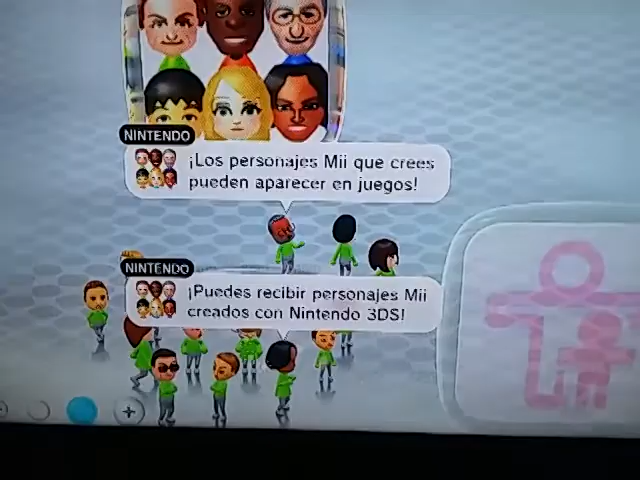 NINTENDO
¡Los personajes Mii que crees
pueden aparecer en juegos!
NINTENDO
¡Puedes recibir personajes Mii
creados con Nintendo 3DS!